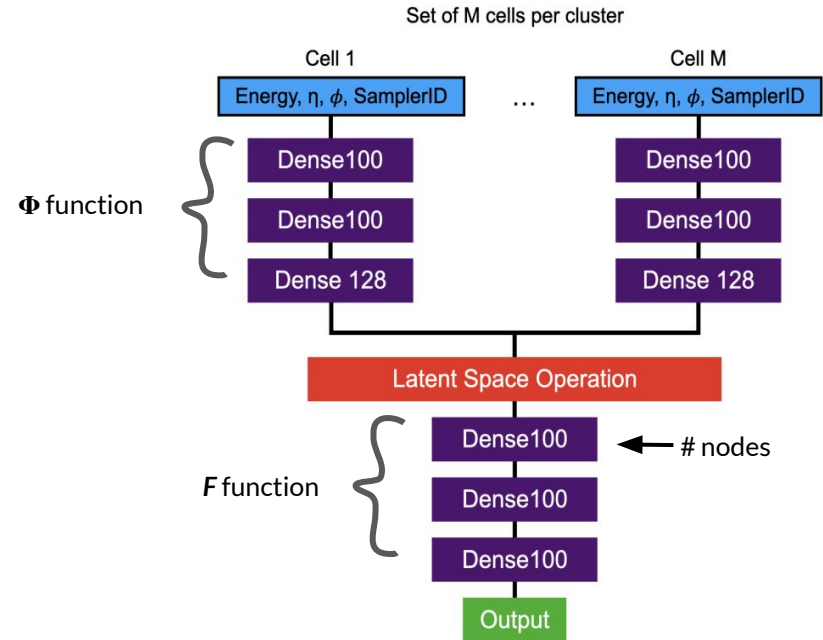 Set of M cells per cluster
Cell 1
Cell M
Energy, η, ϕ, SamplerID
...
Energy, η, ϕ, SamplerID
Dense100
Dense100
Φ function
Dense100
Dense100
Dense 128
Dense 128
Latent Space Operation
Dense100
# nodes
F function
Dense100
Dense100
Output